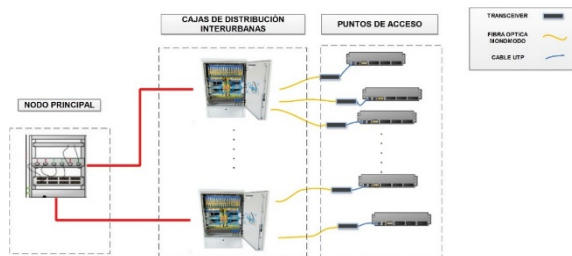 CAJAS DE DISTRIBUCIÓN
INTERURBANAS
PUNTOS DE ACCESO
TRANSCEIVER
FIBRA OPTICA
MONOMODO
CABLE UTP
NODO PRINCIPAL